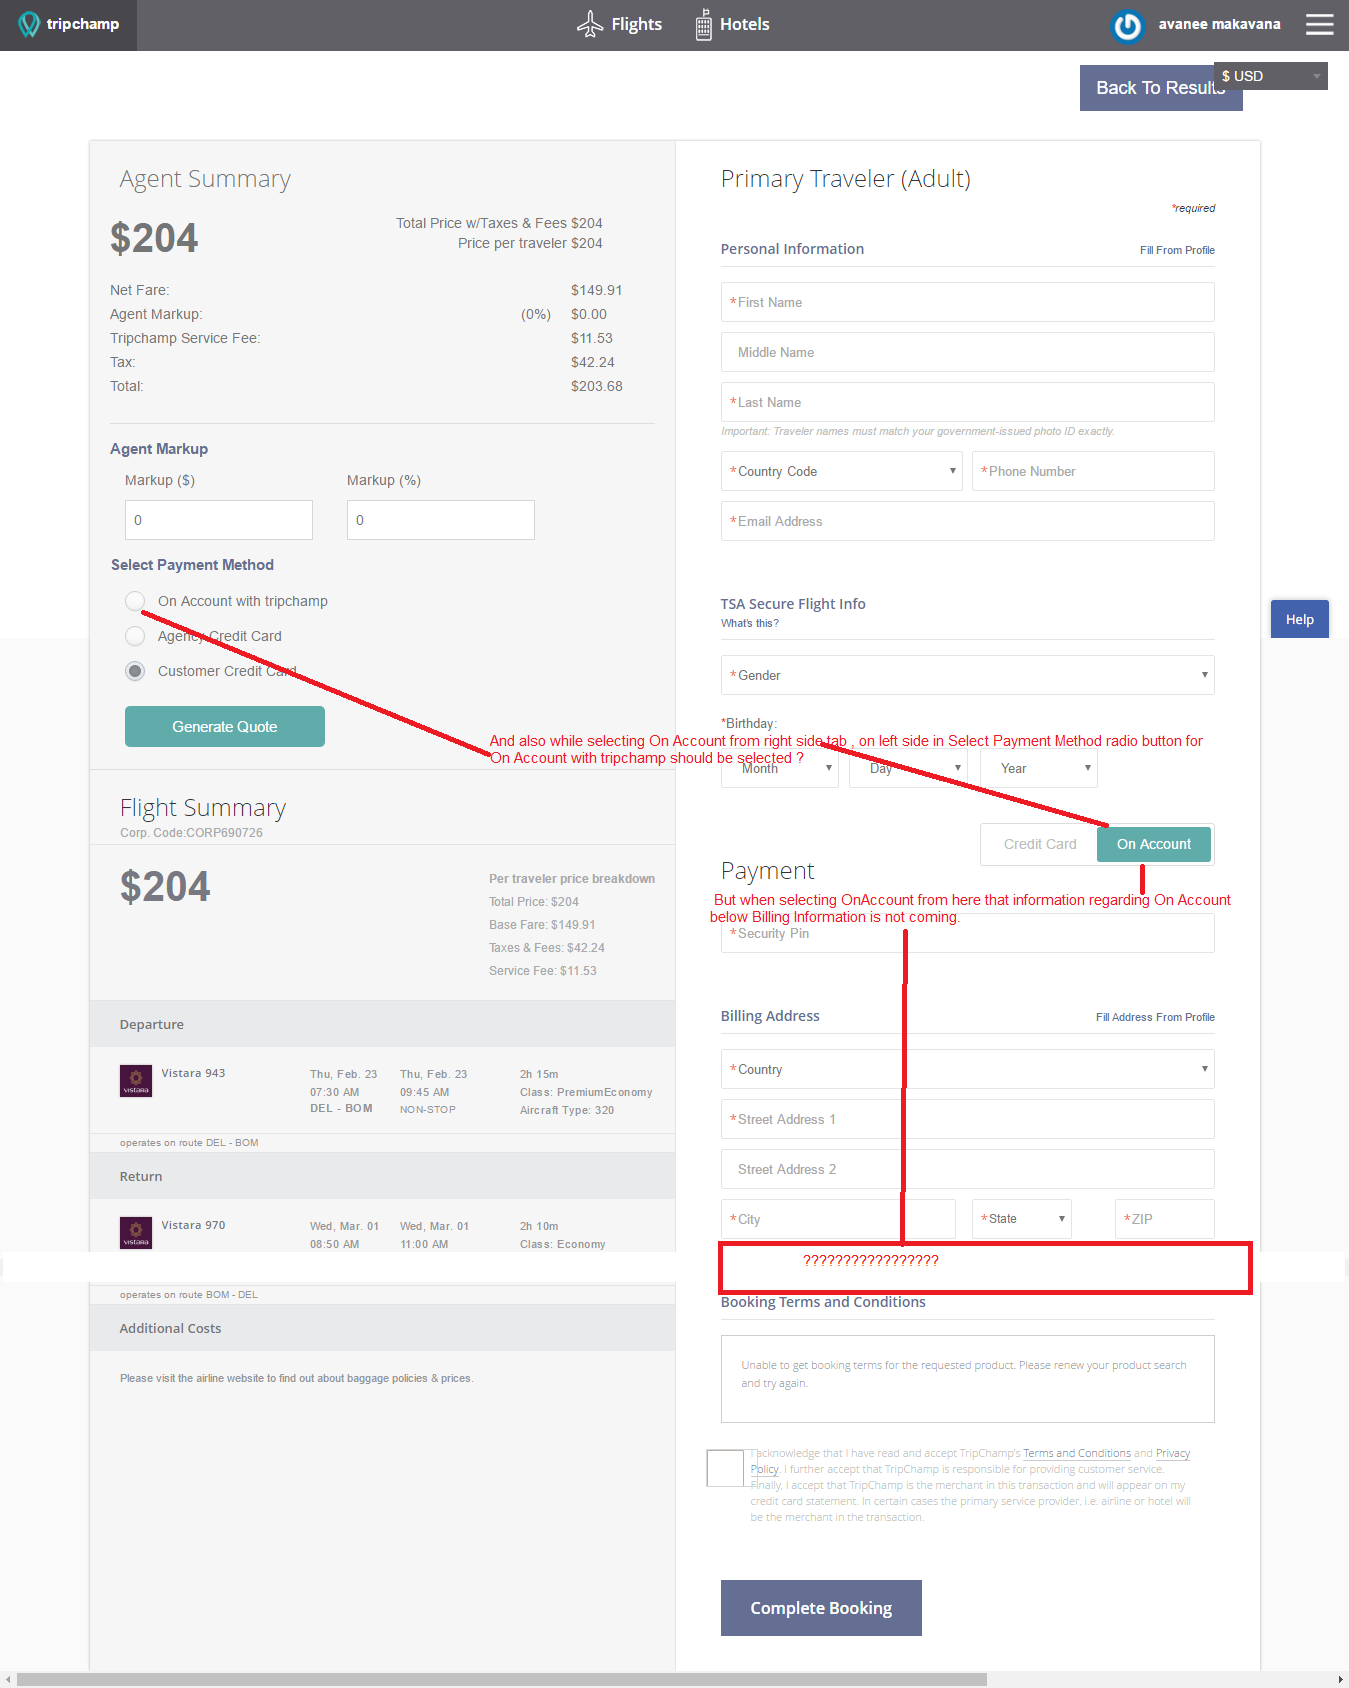 tripchamp
Flights
Hotels
avanee makavana
$ USD
Back To Results
Agent Summary
$204
Total Price w/Taxes & Fees $204
Price per traveler $204
Net Fare: $149.91
Agent Markup: (0%) $0.00
Tripchamp Service Fee: $11.53
Tax: $42.24
Total: $203.68
Agent Markup
Markup ($) Markup (%)
0 0
Select Payment Method
On Account with tripchamp
Agency Credit Card
Customer Credit Card
Generate Quote
Flight Summary
Corp. Code:CORP690726
$204
Per traveler price breakdown
Total Price: $204
Base Fare: $149.91
Taxes & Fees: $42.24
Service Fee: $11.53
Departure
Vistara 943 Thu, Feb. 23 Thu, Feb. 23 2h 15m
07:30 AM 09:45 AM Class: PremiumEconomy
DEL - BOM NON-STOP Aircraft Type: 320
VISTARA
operates on route DEL - BOM
Return
Vistara 970 Wed, Mar. 01 Wed, Mar. 01 2h 10m
08:50 AM 11:00 AM Class: Economy
VISTARA
operates on route BOM - DEL
Additional Costs
Please visit the airline website to find out about baggage policies & prices.
Primary Traveler (Adult)
*required
Personal Information Fill From Profile
*First Name
Middle Name
*Last Name
Important: Traveler names must match your government-issued photo ID exactly.
*Country Code *Phone Number
*Email Address
TSA Secure Flight Info
What's this?
*Gender
*Birthday:
And also while selecting On Account from right side tab , on left side in Select Payment Method radio button for
On Account with tripchamp should be selected ?
Month Day Year
Credit Card On Account
Payment
But when selecting OnAccount from here that information regarding On Account
below Billing Information is not coming.
*Security Pin
Billing Address Fill Address From Profile
*Country
*Street Address 1
Street Address 2
*City *State *ZIP
?????????????????
Booking Terms and Conditions
Unable to get booking terms for the requested product. Please renew your product search
and try again.
I acknowledge that I have read and accept TripChamp's Terms and Conditions and Privacy
Policy. I further accept that TripChamp is responsible for providing customer service.
Finally, I accept that TripChamp is the merchant in this transaction and will appear on my
credit card statement. In certain cases the primary service provider, i.e. airline or hotel will
be the merchant in the transaction.
Complete Booking
Help